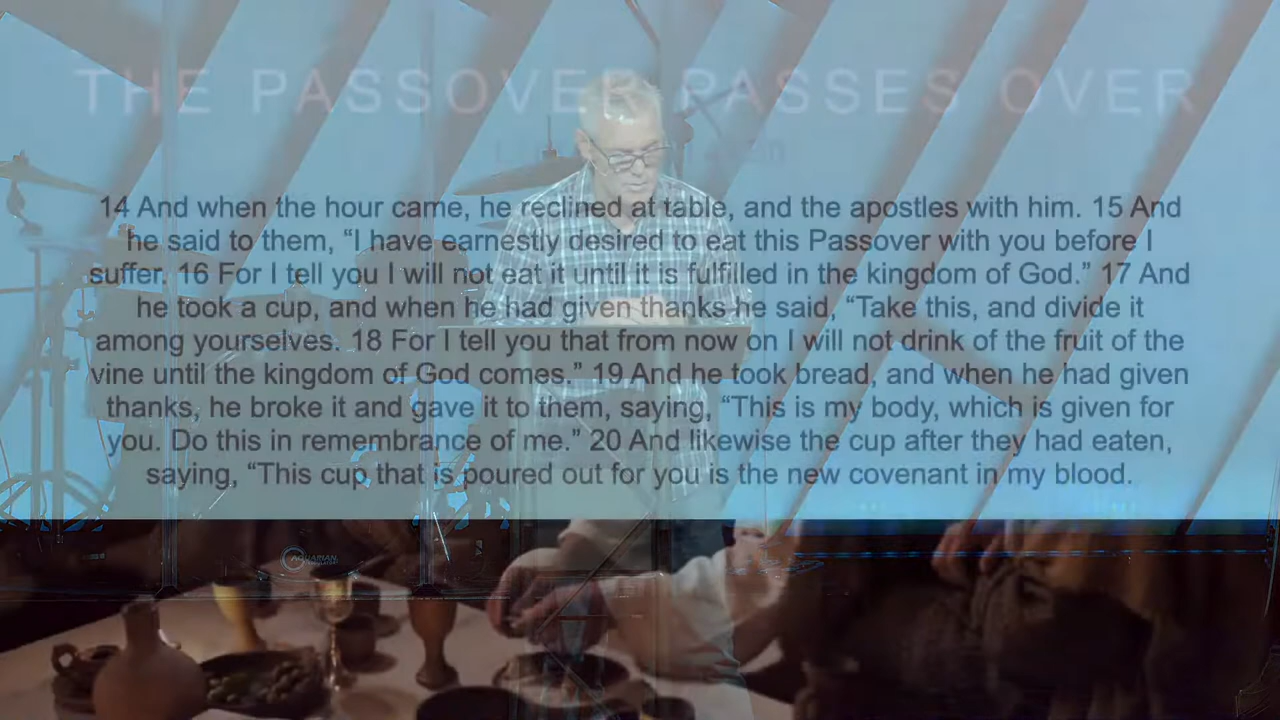 THE PASSOVER PASSES OVER
14 And when the hour came, he reclined at table, and the apostles with him. 15 And
he said to them, “I have earnestly desired to eat this Passover with you before I
suffer. 16 For I tell you I will not eat it until it is fulfilled in the kingdom of God.” 17 And
he took a cup, and when he had given thanks he said, “Take this, and divide it
among yourselves. 18 For I tell you that from now on I will not drink of the fruit of the
vine until the kingdom of God comes.” 19 And he took bread, and when he had given
thanks, he broke it and gave it to them, saying, “This is my body, which is given for
you. Do this in remembrance of me.” 20 And likewise the cup after they had eaten,
saying, “This cup that is poured out for you is the new covenant in my blood.
AQUARIAN